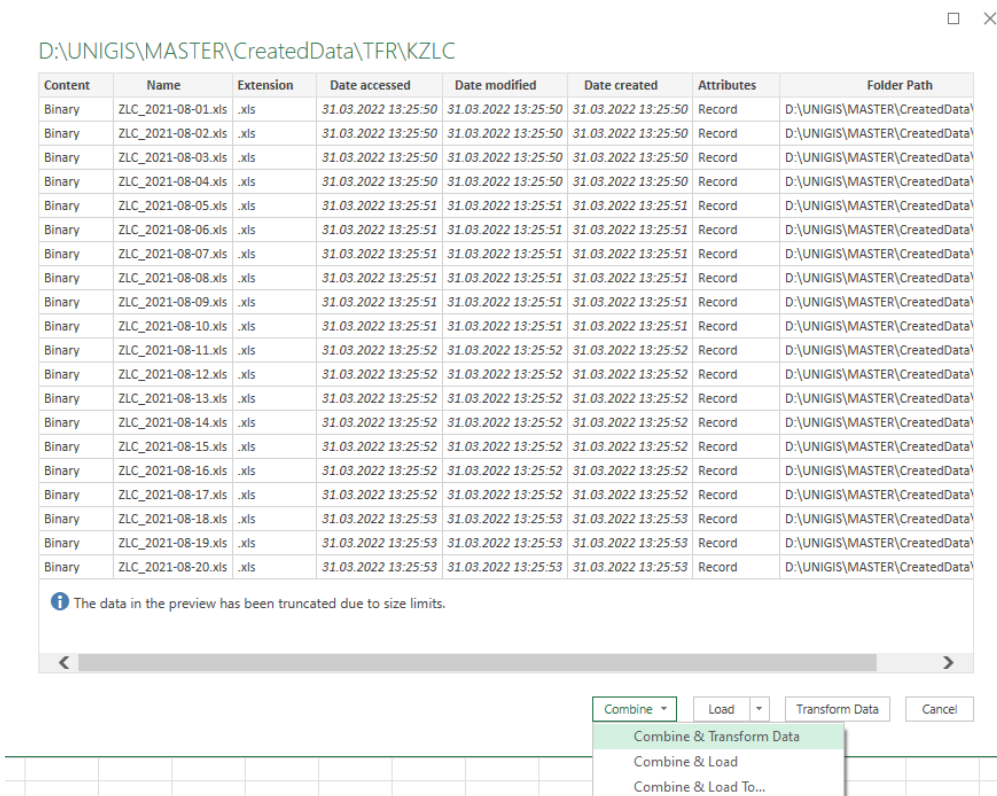 D:\UNIGIS\MASTER\CreatedData\TFR\KZLC
Content Name Extension Date accessed Date modified Date created Attributes Folder Path
Binary ZLC_2021-08-01.xls .xls 31.03.2022 13:25:50 31.03.2022 13:25:50 31.03.2022 13:25:50 Record D:\UNIGIS\MASTER\CreatedData\
Binary ZLC_2021-08-02.xls .xls 31.03.2022 13:25:50 31.03.2022 13:25:50 31.03.2022 13:25:50 Record D:\UNIGIS\MASTER\CreatedData\
Binary ZLC_2021-08-03.xls .xls 31.03.2022 13:25:50 31.03.2022 13:25:50 31.03.2022 13:25:50 Record D:\UNIGIS\MASTER\CreatedData\
Binary ZLC_2021-08-04.xls .xls 31.03.2022 13:25:50 31.03.2022 13:25:50 31.03.2022 13:25:50 Record D:\UNIGIS\MASTER\CreatedData\
Binary ZLC_2021-08-05.xls .xls 31.03.2022 13:25:51 31.03.2022 13:25:51 31.03.2022 13:25:51 Record D:\UNIGIS\MASTER\CreatedData\
Binary ZLC_2021-08-06.xls .xls 31.03.2022 13:25:51 31.03.2022 13:25:51 31.03.2022 13:25:51 Record D:\UNIGIS\MASTER\CreatedData\
Binary ZLC_2021-08-07.xls .xls 31.03.2022 13:25:51 31.03.2022 13:25:51 31.03.2022 13:25:51 Record D:\UNIGIS\MASTER\CreatedData\
Binary ZLC_2021-08-08.xls .xls 31.03.2022 13:25:51 31.03.2022 13:25:51 31.03.2022 13:25:51 Record D:\UNIGIS\MASTER\CreatedData\
Binary ZLC_2021-08-09.xls .xls 31.03.2022 13:25:51 31.03.2022 13:25:51 31.03.2022 13:25:51 Record D:\UNIGIS\MASTER\CreatedData\
Binary ZLC_2021-08-10.xls .xls 31.03.2022 13:25:51 31.03.2022 13:25:51 31.03.2022 13:25:51 Record D:\UNIGIS\MASTER\CreatedData\
Binary ZLC_2021-08-11.xls .xls 31.03.2022 13:25:52 31.03.2022 13:25:52 31.03.2022 13:25:52 Record D:\UNIGIS\MASTER\CreatedData\
Binary ZLC_2021-08-12.xls .xls 31.03.2022 13:25:52 31.03.2022 13:25:52 31.03.2022 13:25:52 Record D:\UNIGIS\MASTER\CreatedData\
Binary ZLC_2021-08-13.xls .xls 31.03.2022 13:25:52 31.03.2022 13:25:52 31.03.2022 13:25:52 Record D:\UNIGIS\MASTER\CreatedData\
Binary ZLC_2021-08-14.xls .xls 31.03.2022 13:25:52 31.03.2022 13:25:52 31.03.2022 13:25:52 Record D:\UNIGIS\MASTER\CreatedData\
Binary ZLC_2021-08-15.xls .xls 31.03.2022 13:25:52 31.03.2022 13:25:52 31.03.2022 13:25:52 Record D:\UNIGIS\MASTER\CreatedData\
Binary ZLC_2021-08-16.xls .xls 31.03.2022 13:25:52 31.03.2022 13:25:52 31.03.2022 13:25:52 Record D:\UNIGIS\MASTER\CreatedData\
Binary ZLC_2021-08-17.xls .xls 31.03.2022 13:25:52 31.03.2022 13:25:52 31.03.2022 13:25:52 Record D:\UNIGIS\MASTER\CreatedData\
Binary ZLC_2021-08-18.xls .xls 31.03.2022 13:25:53 31.03.2022 13:25:53 31.03.2022 13:25:53 Record D:\UNIGIS\MASTER\CreatedData\
Binary ZLC_2021-08-19.xls .xls 31.03.2022 13:25:53 31.03.2022 13:25:53 31.03.2022 13:25:53 Record D:\UNIGIS\MASTER\CreatedData\
Binary ZLC_2021-08-20.xls .xls 31.03.2022 13:25:53 31.03.2022 13:25:53 31.03.2022 13:25:53 Record D:\UNIGIS\MASTER\CreatedData\
The data in the preview has been truncated due to size limits.
Combine Load Transform Data Cancel
Combine & Transform Data
Combine & Load
Combine & Load To...